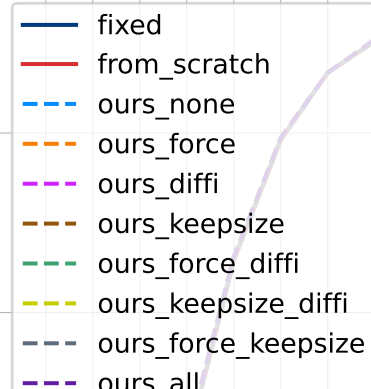 fixed
from_scratch
ours_none
ours_force
ours_diffi
ours_keepsize
ours_force_diffi
ours_keepsize_diffi
ours_force_keepsize
ours_all